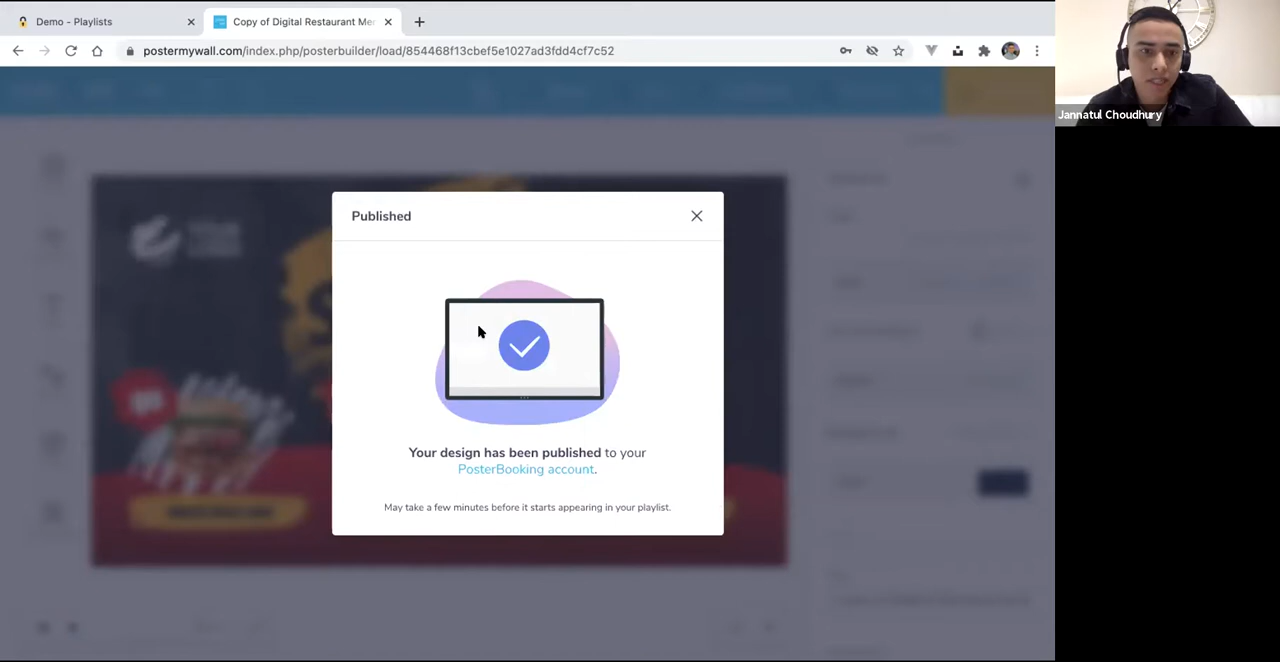 Demo - Playlists
Copy of Digital Restaurant Mer
postermywall.com/index.php/posterbuilder/load/854468f13cbef5e1027ad3fdd4cf7c52
Jannatul Choudhury
Published
Your design has been published to your
PosterBooking account.
May take a few minutes before it starts appearing in your playlist.